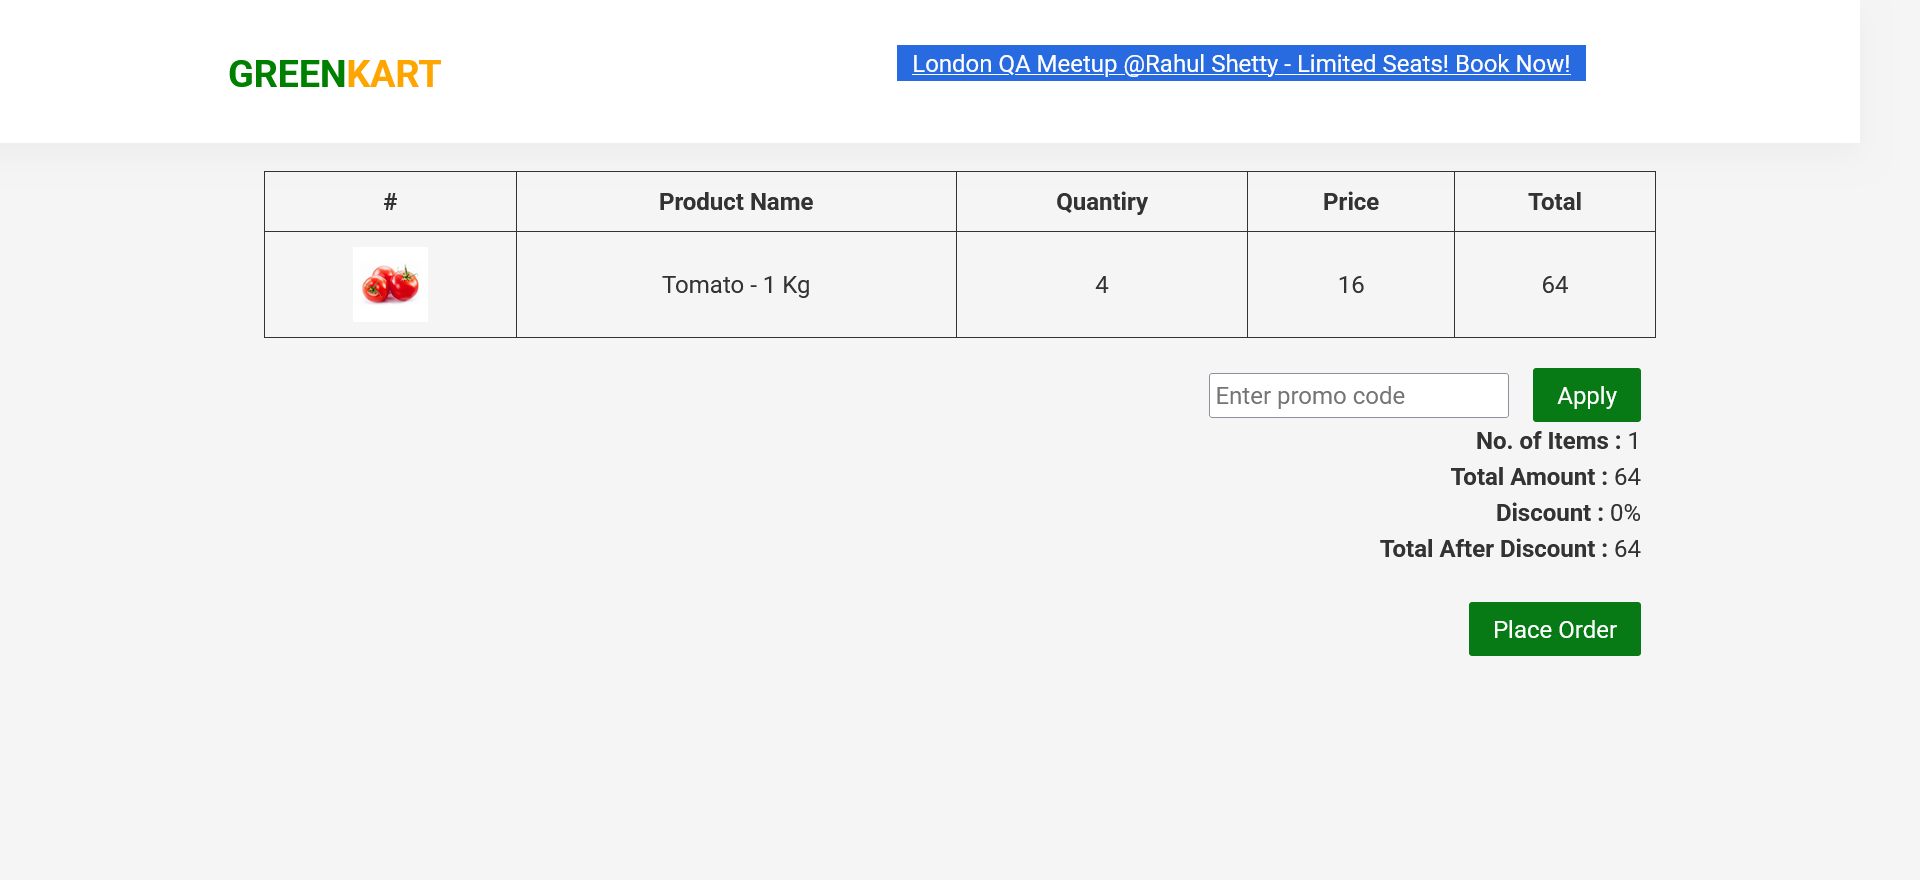 GREENKART
London QA Meetup @Rahul Shetty - Limited Seats! Book Now!
# Product Name Quantiry Price Total
Tomato - 1 Kg 4 16 64
Enter promo code Apply
No. of Items : 1
Total Amount : 64
Discount : 0%
Total After Discount : 64
Place Order